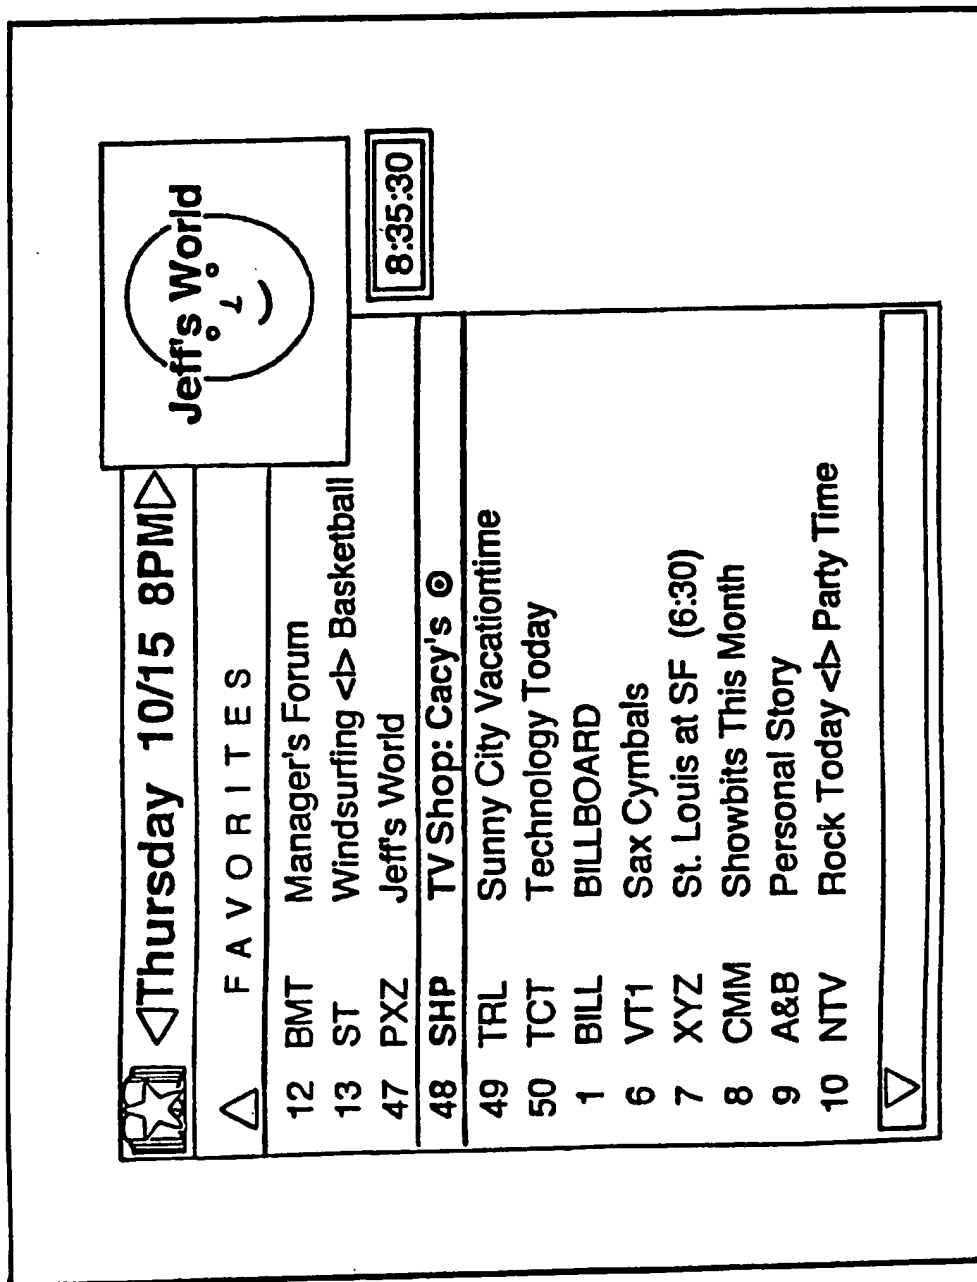 Thursday 10/15 8PM
Jeff's World
FAVORITES
8:35:30
12 BMT Manager's Forum
13 ST Windsurfing <I> Basketball
47 PXZ Jeff's World
48 SHP TV Shop: Cacy's
49 TRL Sunny City Vacationtime
50 TCT Technology Today
1 BILL BILLBOARD
6 VT1 Sax Cymbals
7 XYZ St. Louis at SF (6:30)
8 CMM Showbits This Month
9 A&B Personal Story
10 NTV Rock Today <I> Party Time